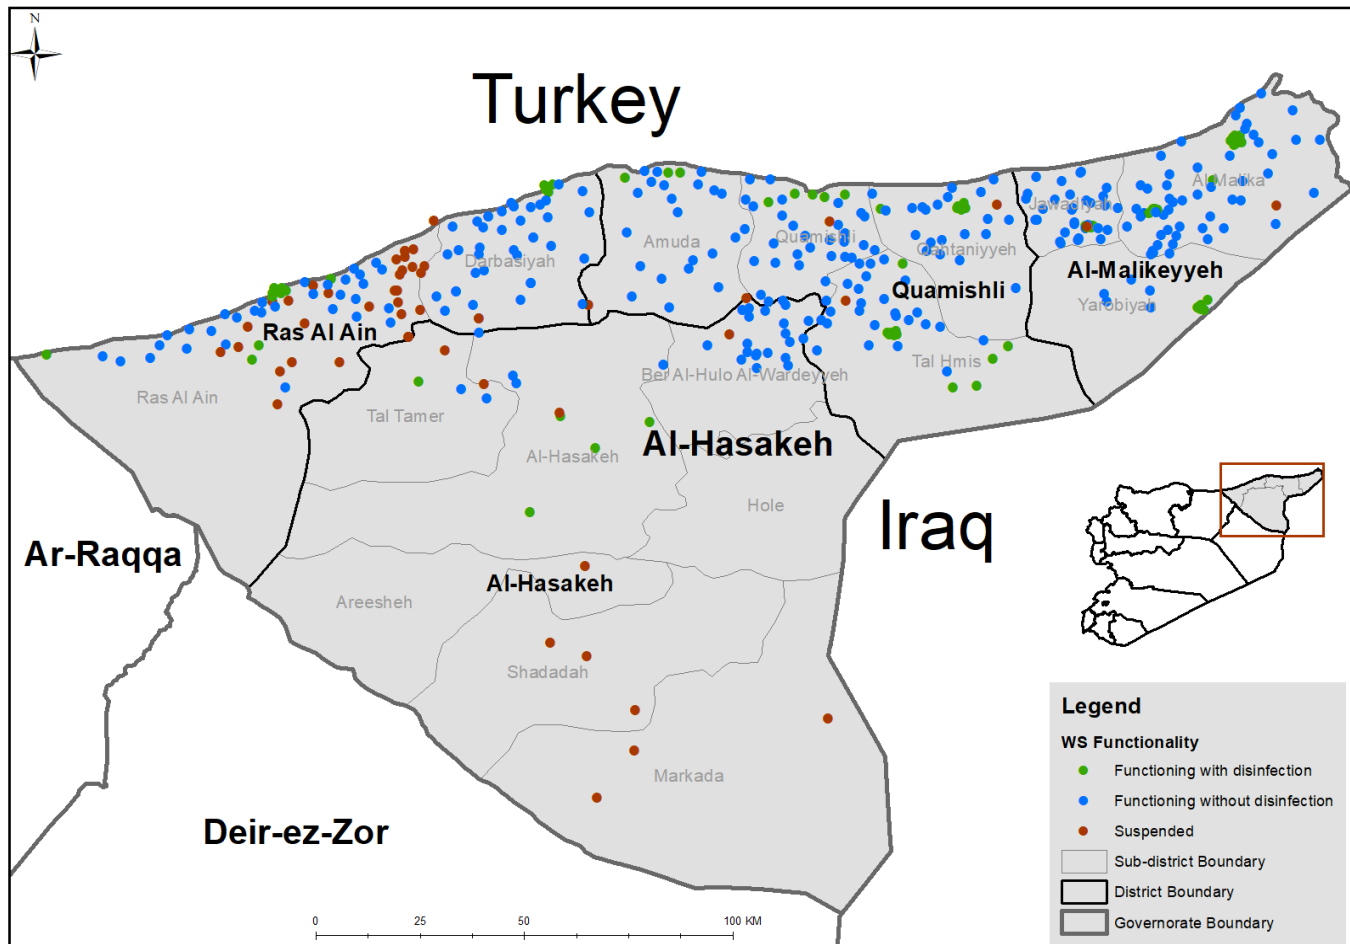 N
Turkey
Al-Malika
Jawadiyah
Amuda
Quamishli
Qahtaniyyeh
Darbasiyah
Al-Malikeyyeh
Quamishli
Yarobiyah
Ras Al Ain
Tal Hmis
Ber Al-Hulo Al-Wardeyyeh
Ras Al Ain
Tal Tamer
Al-Hasakeh
Al-Hasakeh
Hole
Iraq
Ar-Raqqa
Al-Hasakeh
Areesheh
Shadadah
Markada
Deir-ez-Zor
Legend
WS Functionality
Functioning with disinfection
Functioning without disinfection
Suspended
Sub-district Boundary
District Boundary
Governorate Boundary
0 25 50 100 KM